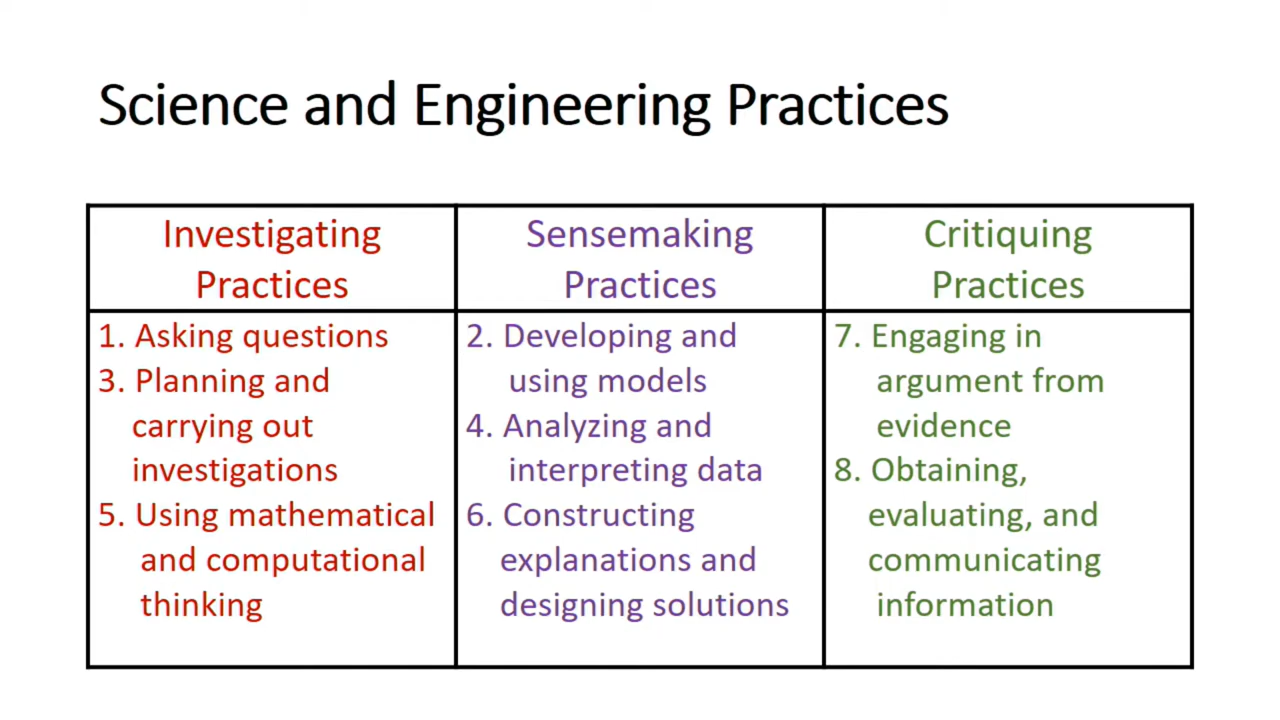 Science and Engineering Practices
Investigating
Practices
1. Asking questions
3. Planning and
carrying out
investigations
5. Using mathematical
and computational
thinking
Sensemaking
Practices
2. Developing and
using models
4. Analyzing and
interpreting data
6. Constructing
explanations and
designing solutions
Critiquing
Practices
7. Engaging in
argument from
evidence
8. Obtaining,
evaluating, and
communicating
information